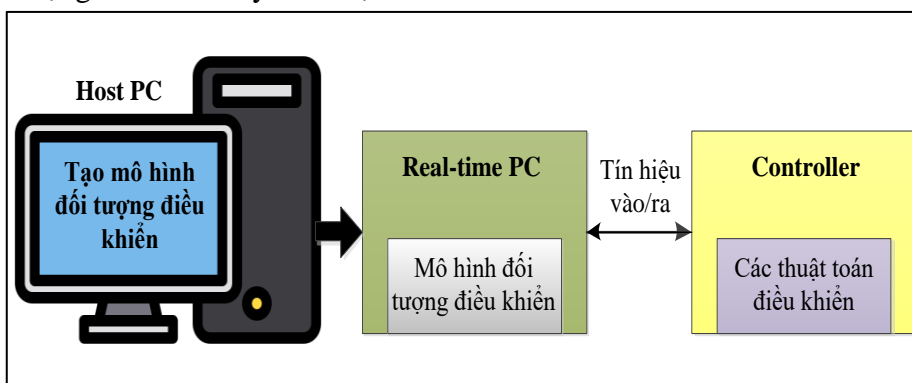 Host PC
Tạo mô hình
đối tượng điều
khiển
Real-time PC
Mô hình đối
tượng điều khiển
Tín hiệu
vào/ra
Controller
Các thuật toán
điều khiển